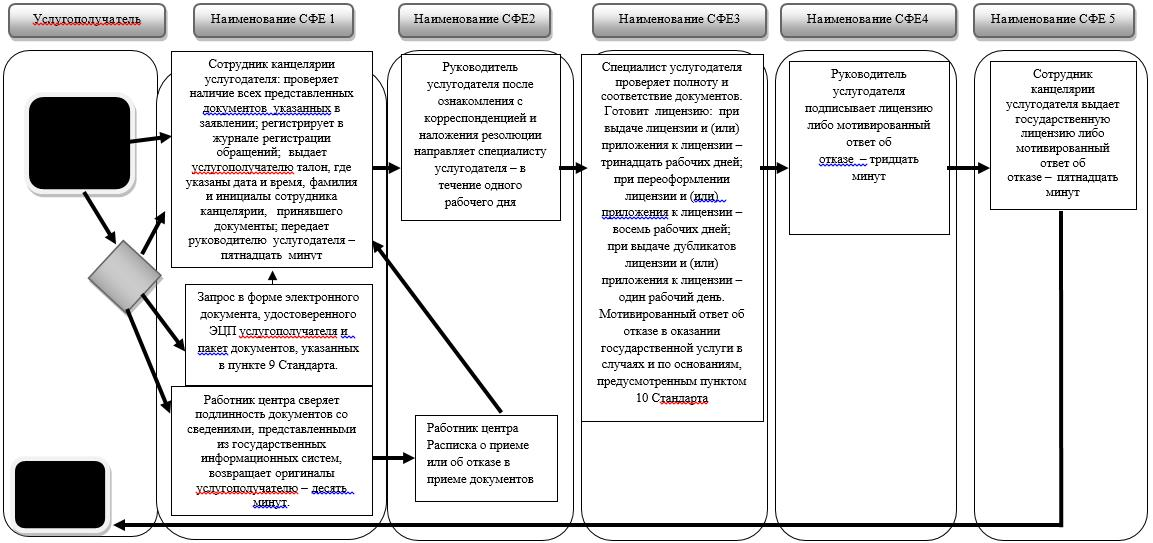 Услугополучатель
Наименование СФЕ 1
Наименование СФЕ2
Наименование СФЕ3
Наименование СФЕ4
Наименование СФЕ 5
Сотрудник канцелярии
услугодателя: проверяет
наличие всех представленных
документов указанных в
заявлении; регистрирует в
журнале регистрации
обращений; выдает
услугополучателю талон, где
указаны дата и время, фамилия
и инициалы сотрудника
канцелярии, принявшего
документы; передает
руководителю услугодателя –
пятнадцать минут
Запрос в форме электронного
документа, удостоверенного
ЭЦП услугополучателя и
пакет документов, указанных
в пункте 9 Стандарта.
Работник центра сверяет
подлинность документов со
сведениями, представленными
из государственных
информационных систем,
возвращает оригиналы
услугополучателю – десять
минут.
Руководитель
услугодателя после
ознакомления с
корреспонденцией и
наложения резолюции
направляет специалисту
услугодателя – в
течение одного
рабочего дня
Работник центра
Расписка о приеме
или об отказе в
приеме документов
Специалист услугодателя
проверяет полноту и
соответствие документов.
Готовит лицензию: при
выдаче лицензии и (или)
приложения к лицензии –
тринадцать рабочих дней;
при переоформлении
лицензии и (или)
приложения к лицензии –
восемь рабочих дней;
при выдаче дубликатов
лицензии и (или)
приложения к лицензии –
один рабочий день.
Мотивированный ответ об
отказе в оказании
государственной услуги в
случаях и по основаниям,
предусмотренным пунктом
10 Стандарта
Руководитель
услугодателя
подписывает лицензию
либо мотивированный
ответ об
отказе – тридцать
минут
Сотрудник
канцелярии
услугодателя выдает
государственную
лицензию либо
мотивированный
ответ об
отказе – пятнадцать
минут